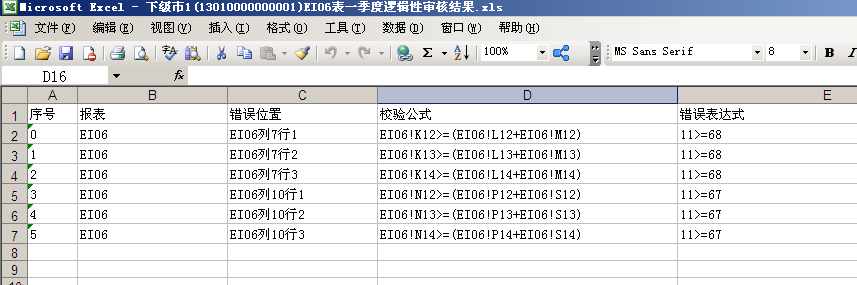 Microsoft Excel - 下级市1(13010000000001)EI06表一季度逻辑性审核结果.xls
文件(F) 编辑(E) 视图(V) 插入(I) 格式(O) 工具(T) 数据(D) 窗口(W) 帮助(H)
100% MS Sans Serif 8 B I
D16 fx
A B C D E
1 序号 报表 错误位置 校验公式 错误表达式
2 0 EI06 EI06列7行1 EI06!K12>=(EI06!L12+EI06!M12) 11>=68
3 1 EI06 EI06列7行2 EI06!K13>=(EI06!L13+EI06!M13) 11>=68
4 2 EI06 EI06列7行3 EI06!K14>=(EI06!L14+EI06!M14) 11>=68
5 3 EI06 EI06列10行1 EI06!N12>=(EI06!P12+EI06!S12) 11>=67
6 4 EI06 EI06列10行2 EI06!N13>=(EI06!P13+EI06!S13) 11>=67
7 5 EI06 EI06列10行3 EI06!N14>=(EI06!P14+EI06!S14) 11>=67
8
9